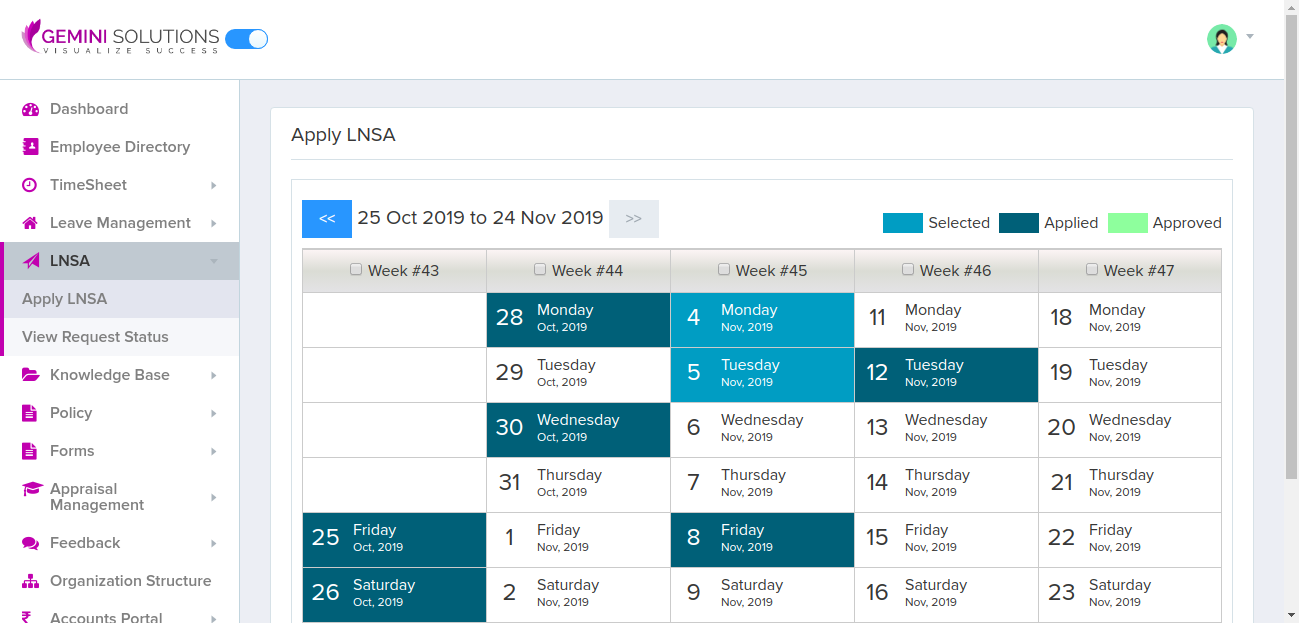 GEMINI SOLUTIONS
VISUALIZE SUCCESS
Dashboard
Employee Directory
TimeSheet
Leave Management
LNSA
Apply LNSA
View Request Status
Knowledge Base
Policy
Forms
Appraisal
Management
Feedback
Organization Structure
Accounts Portal
Apply LNSA
<< 25 Oct 2019 to 24 Nov 2019 >>
Selected Applied Approved
Week #43 Week #44 Week #45 Week #46 Week #47
28 Monday Oct, 2019 4 Monday Nov, 2019 11 Monday Nov, 2019 18 Monday Nov, 2019
29 Tuesday Oct, 2019 5 Tuesday Nov, 2019 12 Tuesday Nov, 2019 19 Tuesday Nov, 2019
30 Wednesday Oct, 2019 6 Wednesday Nov, 2019 13 Wednesday Nov, 2019 20 Wednesday Nov, 2019
31 Thursday Oct, 2019 7 Thursday Nov, 2019 14 Thursday Nov, 2019 21 Thursday Nov, 2019
25 Friday Oct, 2019 1 Friday Nov, 2019 8 Friday Nov, 2019 15 Friday Nov, 2019 22 Friday Nov, 2019
26 Saturday Oct, 2019 2 Saturday Nov, 2019 9 Saturday Nov, 2019 16 Saturday Nov, 2019 23 Saturday Nov, 2019